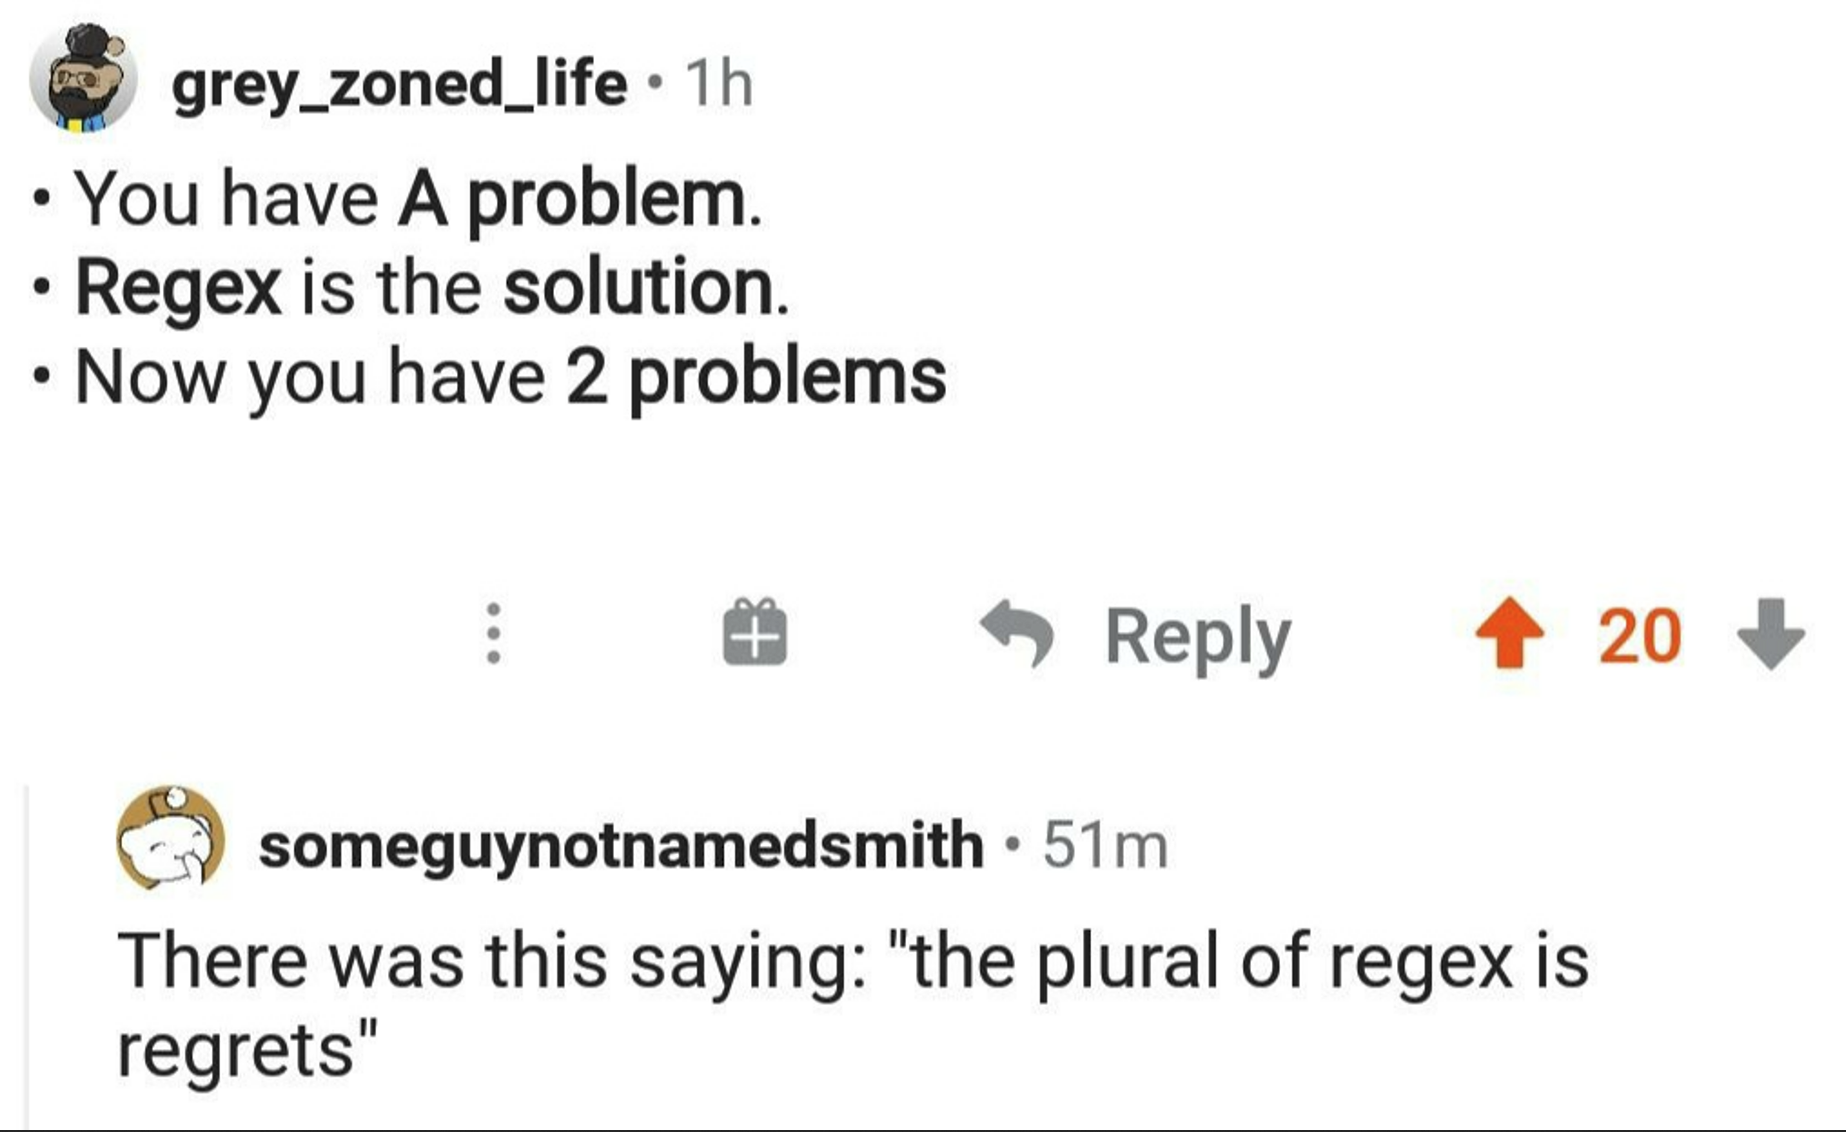 grey_zoned_life • 1h
• You have A problem.
• Regex is the solution.
• Now you have 2 problems
Reply 20
someguynotnamedsmith • 51m
There was this saying: "the plural of regex is
regrets"